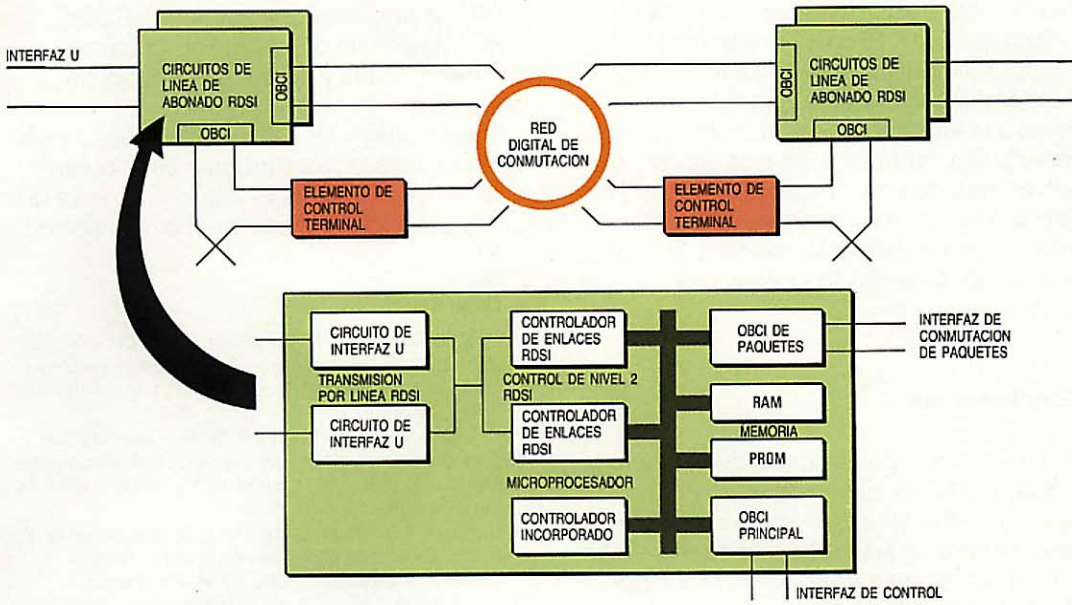 INTERFAZ U
CIRCUITOS DE
LINEA DE
ABONADO RDSI
OBCI
OBCI
RED
DIGITAL DE
CONMUTACION
OBCI
CIRCUITOS DE
LINEA DE
ABONADO RDSI
OBCI
ELEMENTO DE
CONTROL
TERMINAL
ELEMENTO DE
CONTROL
TERMINAL
CIRCUITO DE
INTERFAZ U
TRANSMISION
POR LINEA RDSI
CIRCUITO DE
INTERFAZ U
CONTROLADOR
DE ENLACES
RDSI
CONTROL DE NIVEL 2
RDSI
CONTROLADOR
DE ENLACES
RDSI
MICROPROCESADOR
CONTROLADOR
INCORPORADO
OBCI DE
PAQUETES
RAM
MEMORIA
PROM
OBCI
PRINCIPAL
INTERFAZ DE
CONMUTACION
DE PAQUETES
INTERFAZ DE CONTROL